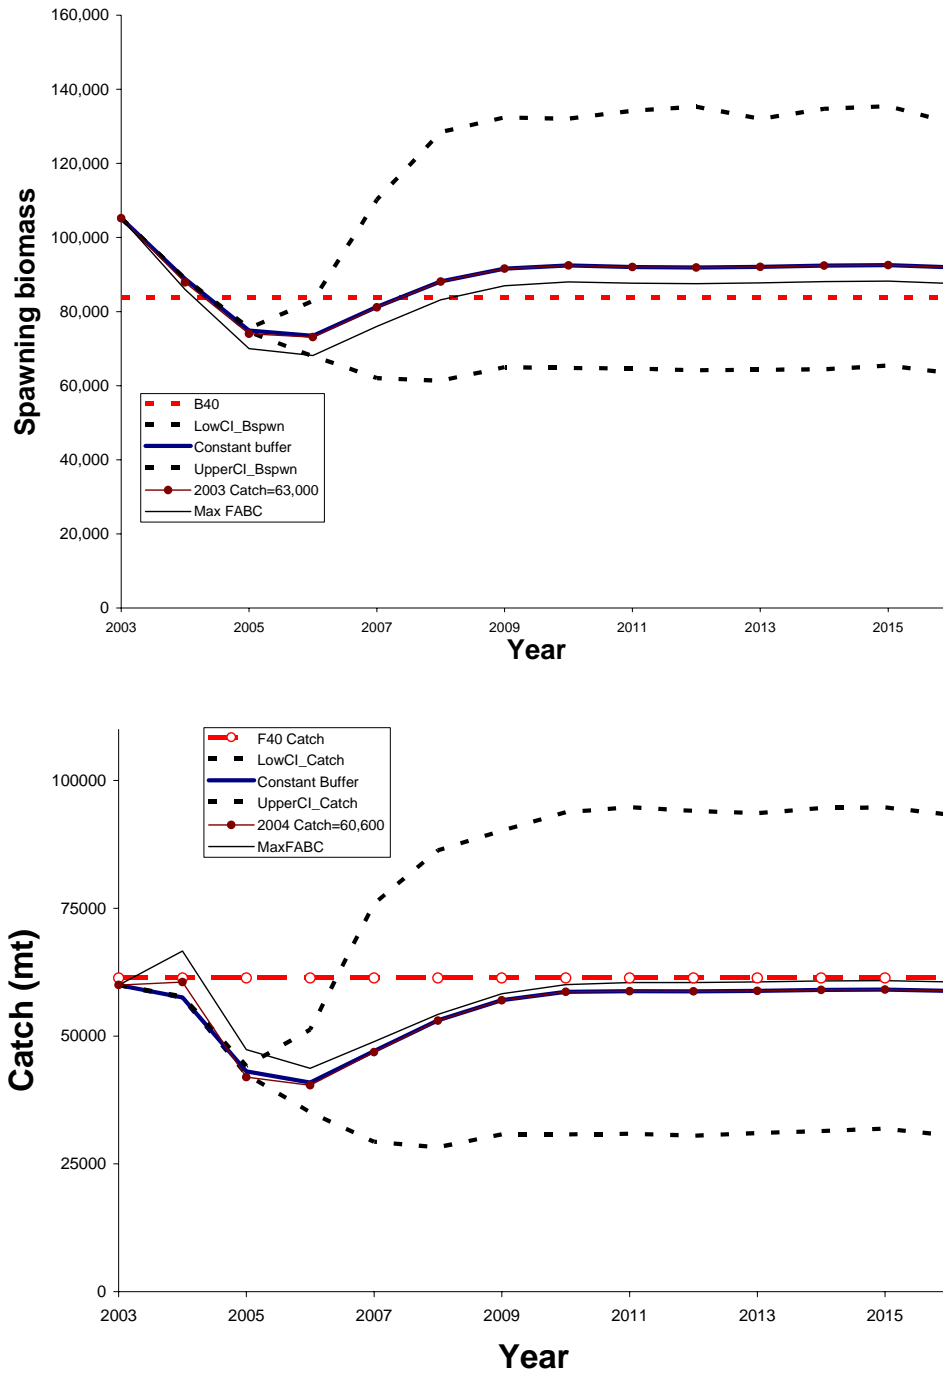 160,000
140,000
120,000
100,000
80,000
60,000
40,000
20,000
0
Spawning biomass
B40
LowCI_Bspwn
Constant buffer
UpperCI_Bspwn
2003 Catch=63,000
Max FABC
2003 2005 2007 2009 2011 2013 2015
Year
F40 Catch
LowCI_Catch
Constant Buffer
UpperCI_Catch
2004 Catch=60,600
MaxFABC
100000
75000
50000
25000
0
Catch (mt)
2003 2005 2007 2009 2011 2013 2015
Year